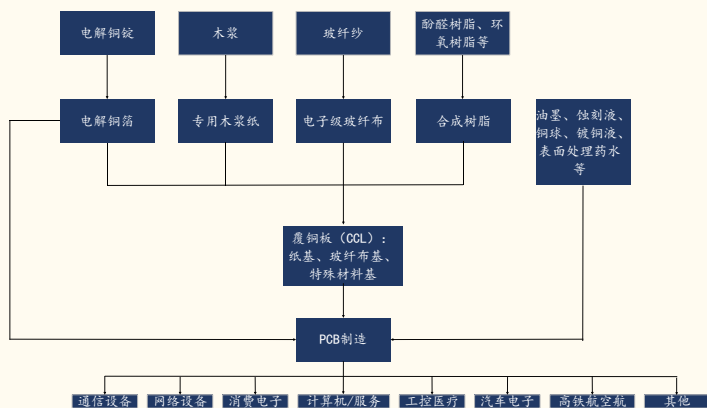 电解铜锭
木浆
玻纤纱
酚醛树脂、环
氧树脂等
电解铜箔
专用木浆纸
电子级玻纤布
合成树脂
油墨、蚀刻液、
铜球、镀铜液、
表面处理药水
等
覆铜板（CCL）：
纸基、玻纤布基、
特殊材料基
PCB制造
通信设备
网络设备
消费电子
计算机/服务
工控医疗
汽车电子
高铁航空航
其他